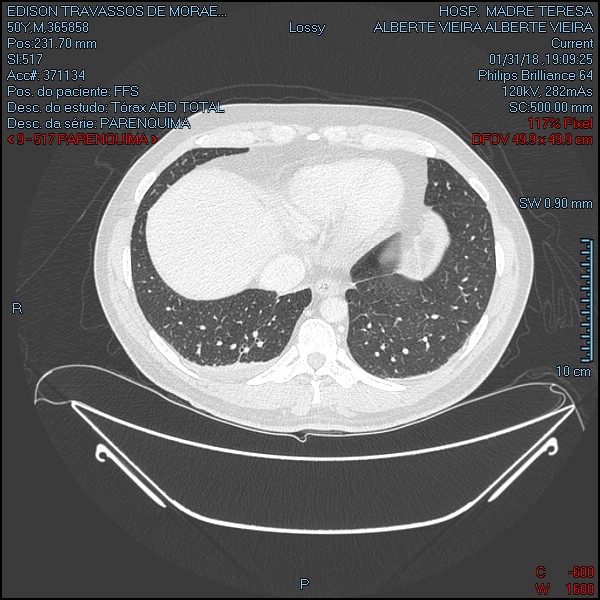 EDISON TRAVASSOS DE MORAE...
50Y,M,365858
Pos:231.70 mm
Sl:517
Acc#: 371134
Pos. do paciente: FFS
Desc. do estudo: Tórax ABD TOTAL
Desc. da série: PARENQUIMA
< 9 - 517 PARENQUIMA >
Lossy
HOSP. MADRE TERESA
ALBERTE VIEIRA ALBERTE VIEIRA
Current
01/31/18 ,19:09:25
Philips Brilliance 64
120kV, 282mAs
SC:500.00 mm
117% Pixel
DFOV 49.9 x 49.9 cm
SW 0.90 mm
R
10 cm
P
C -600
W 1600